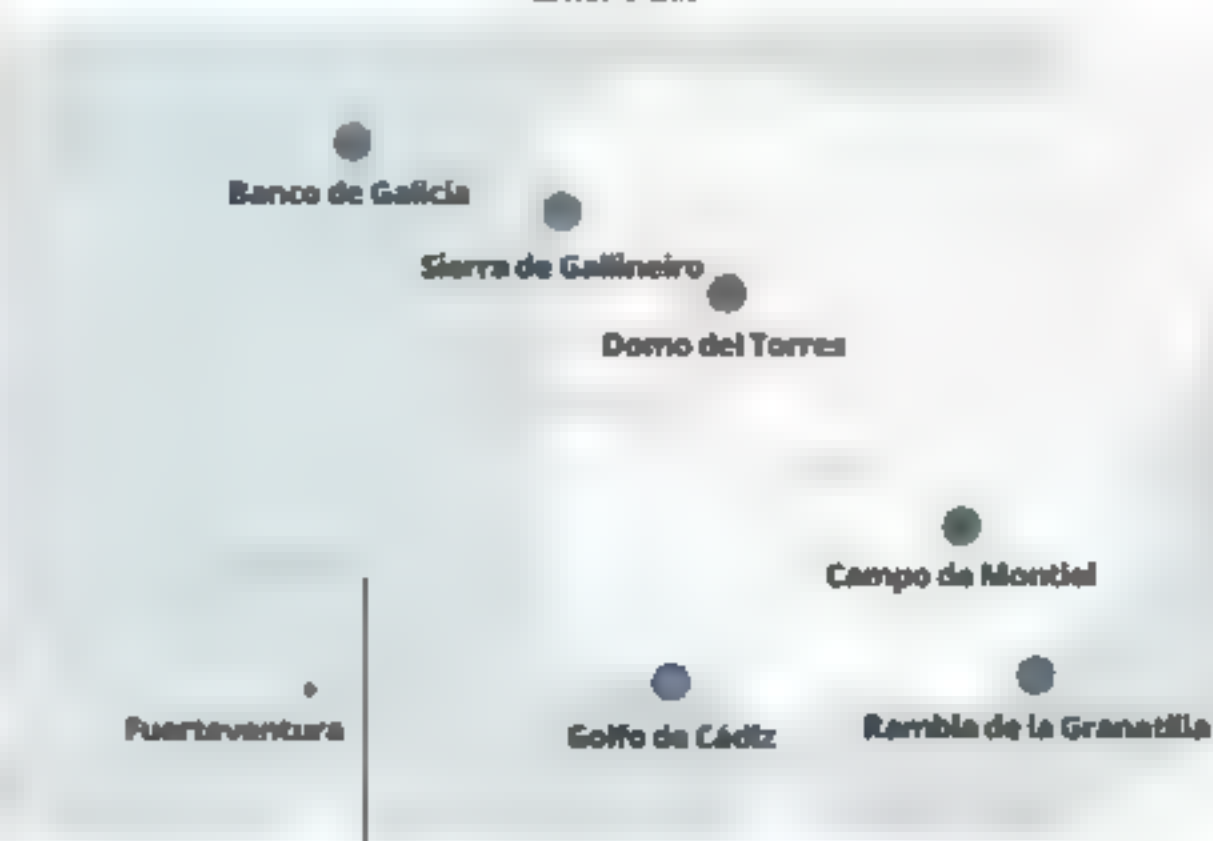 Banco de Galicia
Sierra de Gallineiro
Domo del Torres
Campo de Montiel
Fuerteventura
Golfo de Cádiz
Rambla de la Granatilla